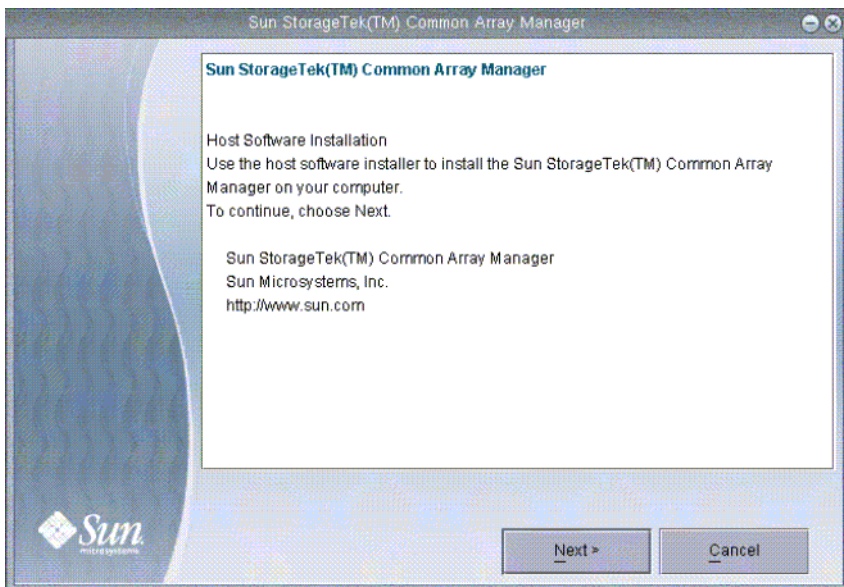 Sun StorageTek(TM) Common Array Manager
Sun StorageTek(TM) Common Array Manager
Host Software Installation
Use the host software installer to install the Sun StorageTek(TM) Common Array
Manager on your computer.
To continue, choose Next.
Sun StorageTek(TM) Common Array Manager
Sun Microsystems, Inc.
http://www.sun.com
Sun
microsystems
Next >
Cancel